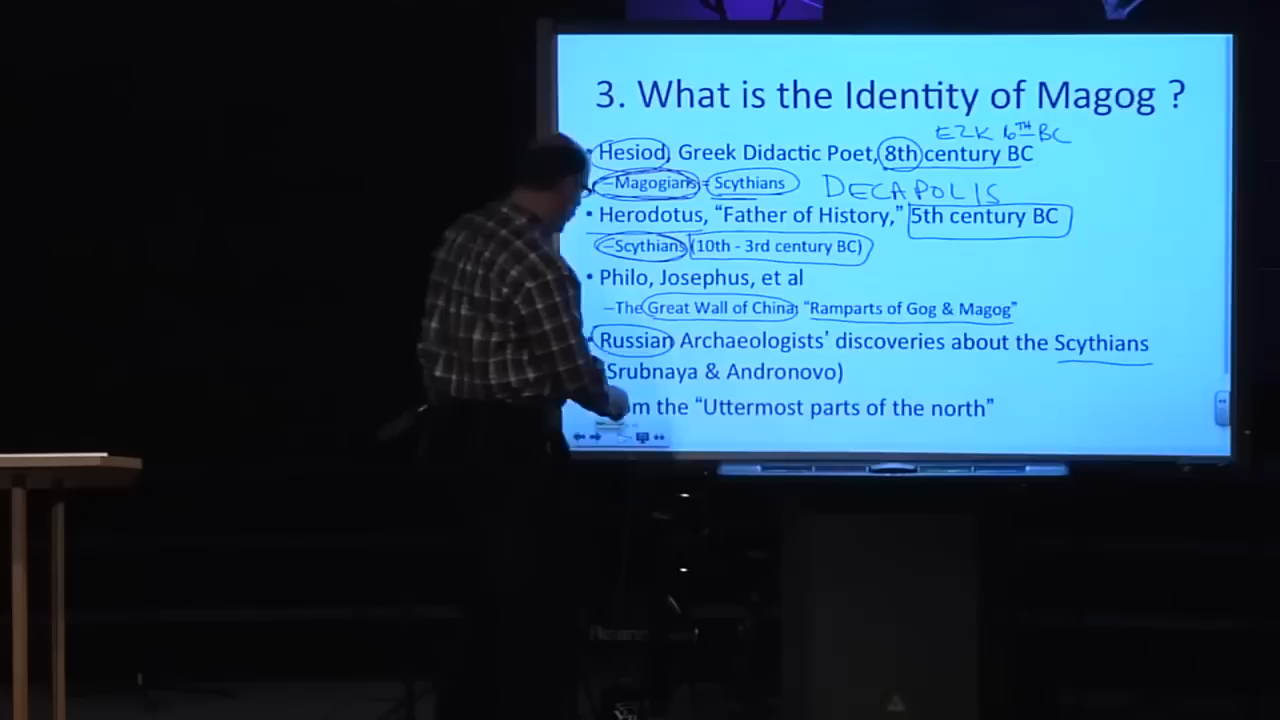 3. What is the Identity of Magog ?
EZK 6TH BC
• Hesiod, Greek Didactic Poet, 8th century BC
–Magogians = Scythians DECAPOLIS
• Herodotus, “Father of History,” 5th century BC
–Scythians (10th - 3rd century BC)
• Philo, Josephus, et al
–The Great Wall of China, “Ramparts of Gog & Magog”
• Russian Archaeologists’ discoveries about the Scythians
Srubnaya & Andronovo)
the “Uttermost parts of the north”